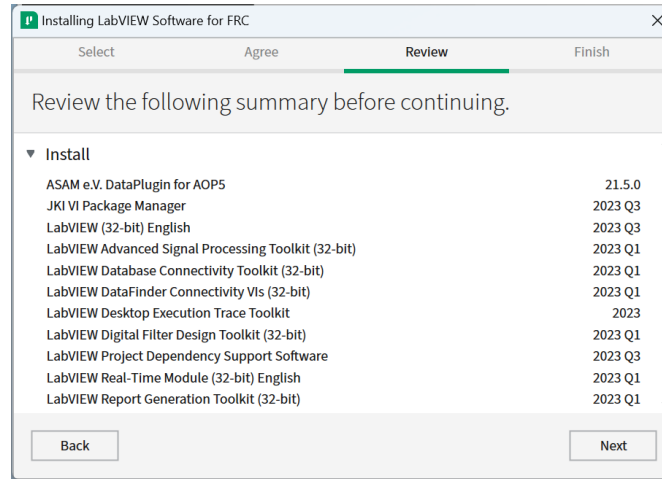 Installing LabVIEW Software for FRC
Select Agree Review Finish
Review the following summary before continuing.
Install
ASAM e.V. DataPlugin for AOP5 21.5.0
JKI VI Package Manager 2023 Q3
LabVIEW (32-bit) English 2023 Q3
LabVIEW Advanced Signal Processing Toolkit (32-bit) 2023 Q1
LabVIEW Database Connectivity Toolkit (32-bit) 2023 Q1
LabVIEW DataFinder Connectivity VIs (32-bit) 2023 Q1
LabVIEW Desktop Execution Trace Toolkit 2023
LabVIEW Digital Filter Design Toolkit (32-bit) 2023 Q1
LabVIEW Project Dependency Support Software 2023 Q3
LabVIEW Real-Time Module (32-bit) English 2023 Q1
LabVIEW Report Generation Toolkit (32-bit) 2023 Q1
Back Next